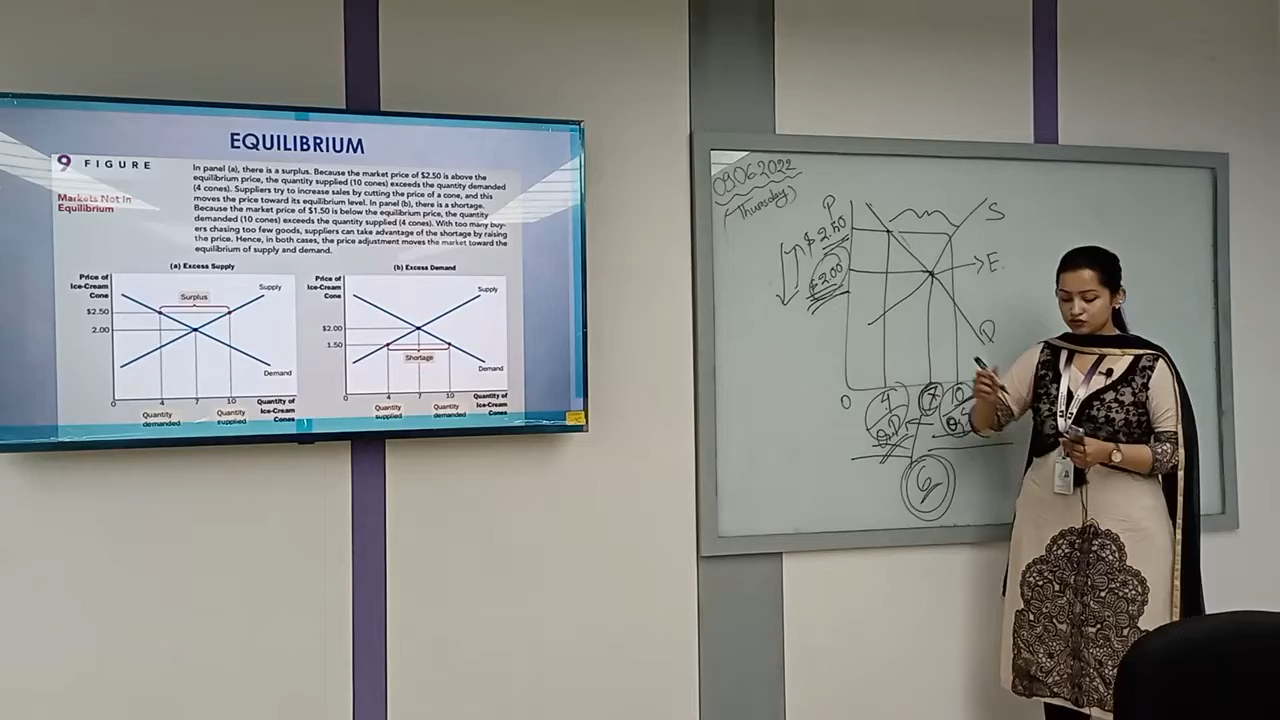 EQUILIBRIUM
9 FIGURE
Markets Not in
Equilibrium
In panel (a), there is a surplus. Because the market price of $2.50 is above the
equilibrium price, the quantity supplied (10 cones) exceeds the quantity demanded
(4 cones). Suppliers try to increase sales by cutting the price of a cone, and this
moves the price toward its equilibrium level. In panel (b), there is a shortage.
Because the market price of $1.50 is below the equilibrium price, the quantity
demanded (10 cones) exceeds the quantity supplied (4 cones). With too many buy-
ers chasing too few goods, suppliers can take advantage of the shortage by raising
the price. Hence, in both cases, the price adjustment moves the market toward the
equilibrium of supply and demand.
(a) Excess Supply
Price of
Ice-Cream
Cone
Supply
Surplus
$2.50
2.00
Demand
0 4 7 10
Quantity of
Ice-Cream
Cones
Quantity
demanded
Quantity
supplied
(b) Excess Demand
Price of
Ice-Cream
Cone
Supply
$2.00
1.50
Shortage
Demand
0 4 7 10
Quantity of
Ice-Cream
Cones
Quantity
supplied
Quantity
demanded
09.06.2022
(Thursday)
P
S
$2.50
$2.00
E
D
0 4 7 10
QD
6